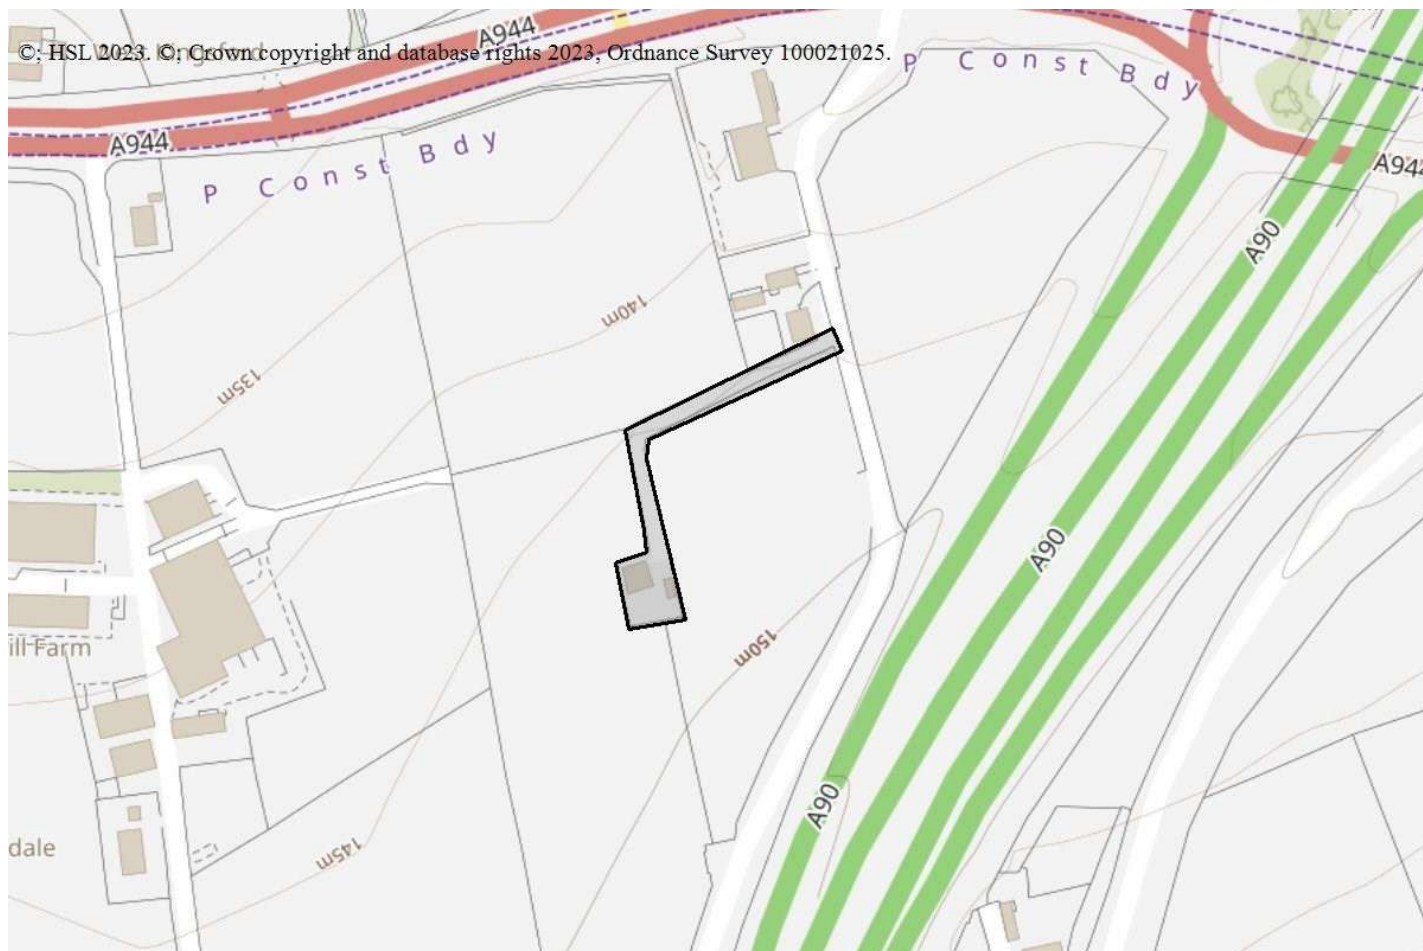 A944
©; HSL 2023. ©; Crown copyright and database rights 2023, Ordnance Survey 100021025.
P Const Bdy
A944
P Const Bdy
A944
A90
140m
135m
A90
ill Farm
150m
A90
dale
145m